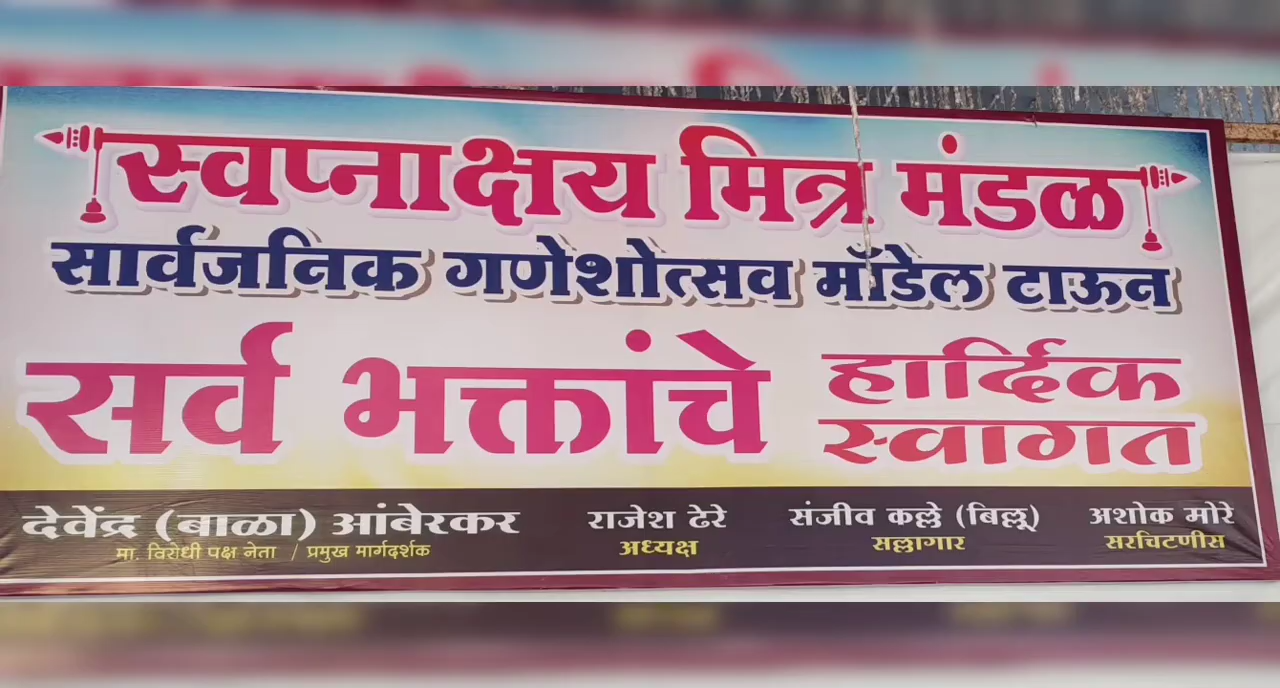 स्वप्नाक्षय मित्र मंडळ
सार्वजनिक गणेशोत्सव मॉडेल टाऊन
सर्व भक्तांचे हार्दिक स्वागत
देवेंद्र (बाळा) आंबेरकर
मा. विरोधी पक्ष नेता / प्रमुख मार्गदर्शक
राजेश ढेरे
अध्यक्ष
संजीव कल्ले (बिल्लू)
सल्लागार
अशोक मोरे
सरचिटणीस